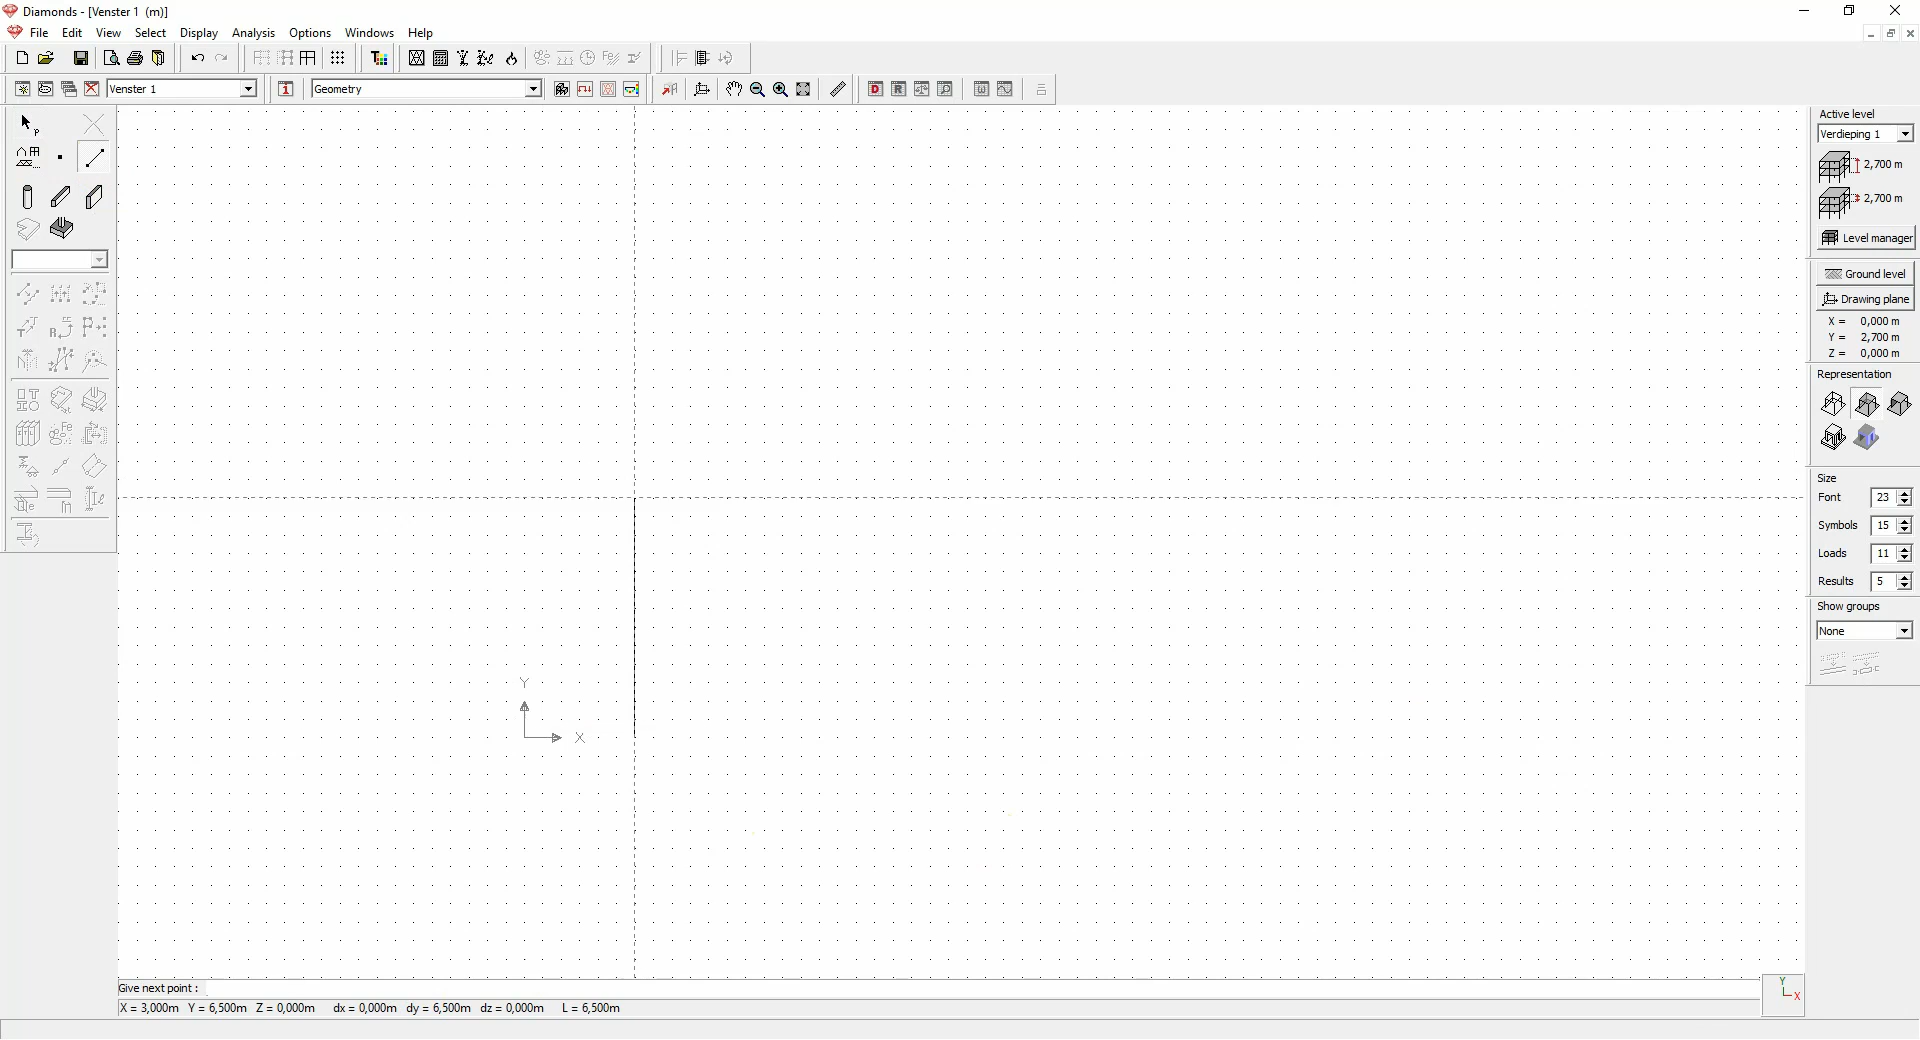 Diamonds - [Venster 1 (m)]
File Edit View Select Display Analysis Options Windows Help
Venster 1
1
Geometry
D
R
Active level
Verdieping 1
2,700 m
2,700 m
Level manager
Ground level
Drawing plane
X = 0,000 m
Y = 2,700 m
Z = 0,000 m
Representation
Size
Font 23
Symbols 15
Loads 11
Results 5
Show groups
None
Y
X
Give next point :
X = 3,000m Y = 6,500m Z = 0,000m dx = 0,000m dy = 6,500m dz = 0,000m L = 6,500m
Y
X